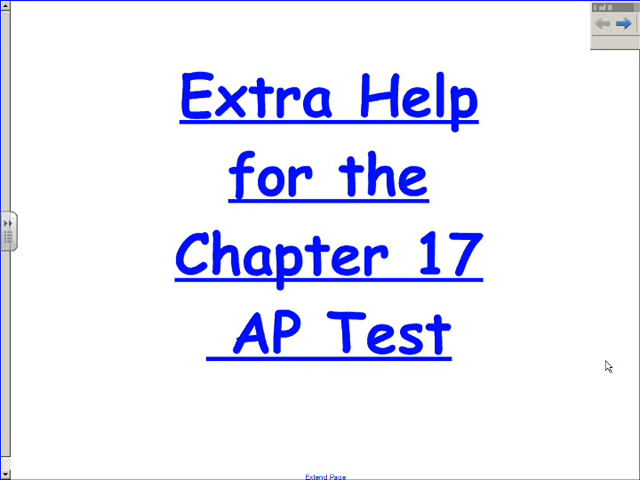 1 of 8
Extra Help
for the
Chapter 17
AP Test
Extend Page